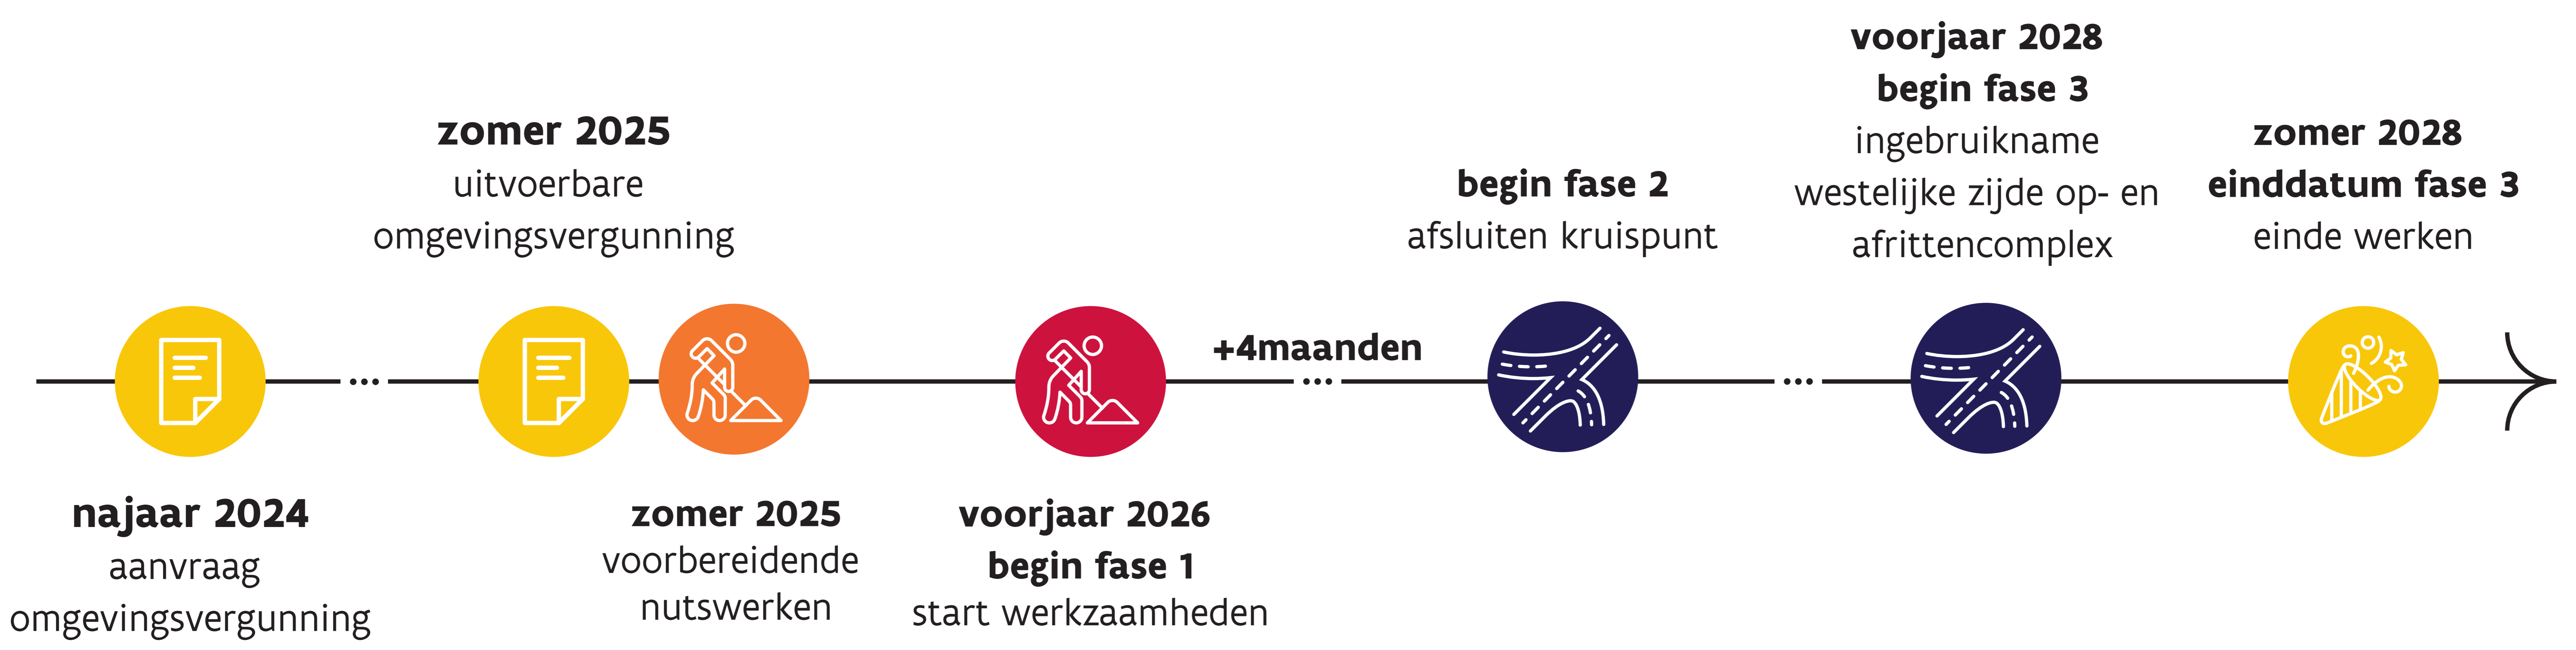 najaar 2024
aanvraag
omgevingsvergunning
zomer 2025
uitvoerbare
omgevingsvergunning
zomer 2025
voorbereidende
nutswerken
voorjaar 2026
begin fase 1
start werkzaamheden
+4maanden
begin fase 2
afsluiten kruispunt
voorjaar 2028
begin fase 3
ingebruikname
westelijke zijde op- en
afrittencomplex
zomer 2028
einddatum fase 3
einde werken